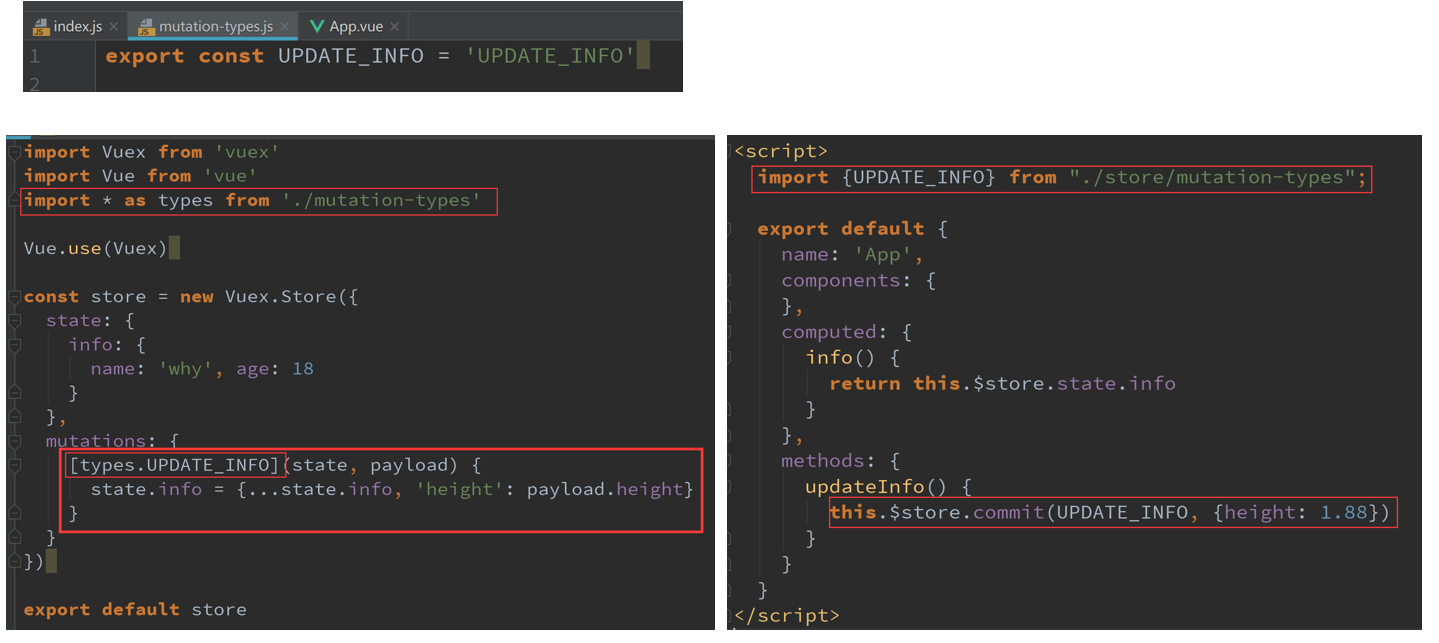 index.js × mutation-types.js × App.vue ×
1 export const UPDATE_INFO = 'UPDATE_INFO'
2
import Vuex from 'vuex'
import Vue from 'vue'
import * as types from './mutation-types'
Vue.use(Vuex)
const store = new Vuex.Store({
  state: {
    info: {
      name: 'why', age: 18
    }
  },
  mutations: {
    [types.UPDATE_INFO](state, payload) {
      state.info = {...state.info, 'height': payload.height}
    }
  }
})
export default store
<script>
  import {UPDATE_INFO} from "./store/mutation-types";
  export default {
    name: 'App',
    components: {
    },
    computed: {
      info() {
        return this.$store.state.info
      }
    },
    methods: {
      updateInfo() {
        this.$store.commit(UPDATE_INFO, {height: 1.88})
      }
    }
  }
</script>